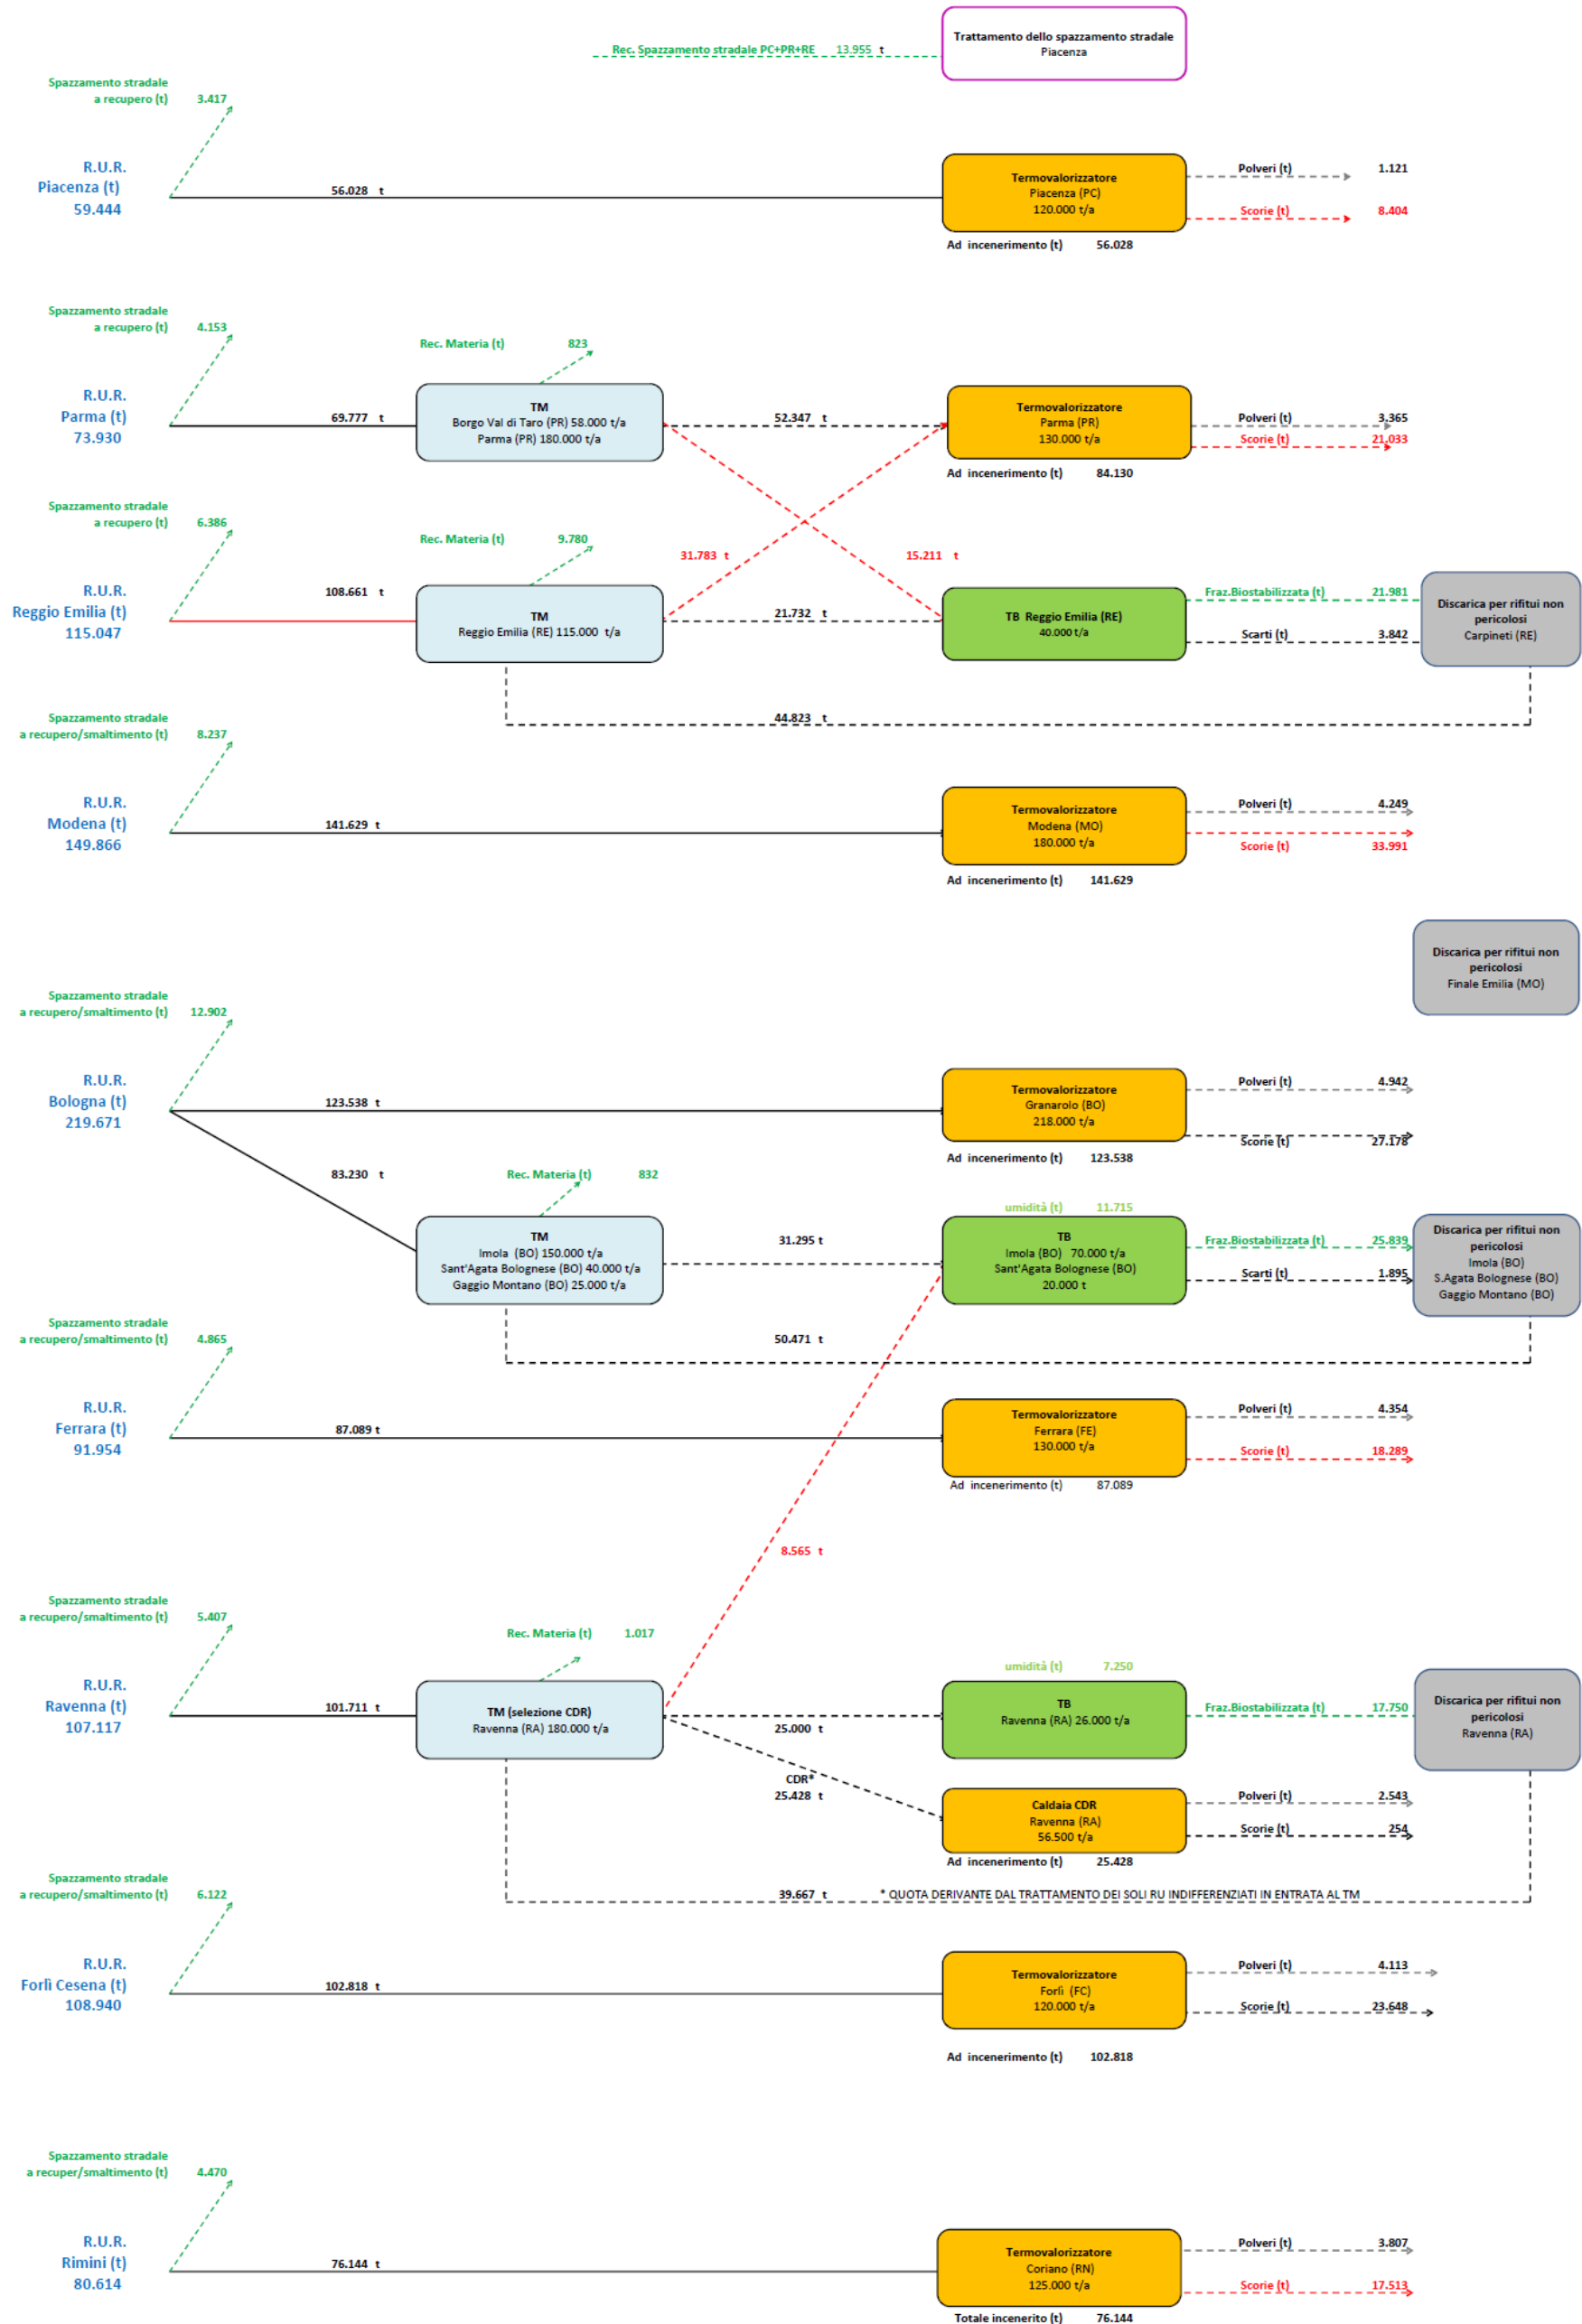 Trattamento dello spazzamento stradale
Piacenza
Rec. Spazzamento stradale PC+PR+RE 13.955 t
Spazzamento stradale
a recupero (t) 3.417
R.U.R.
Piacenza (t)
59.444
56.028 t
Termovalorizzatore
Piacenza (PC)
120.000 t/a
Polveri (t) 1.121
Scorie (t) 8.404
Ad incenerimento (t) 56.028
Spazzamento stradale
a recupero (t) 4.153
Rec. Materia (t) 823
R.U.R.
Parma (t)
73.930
69.777 t
TM
Borgo Val di Taro (PR) 58.000 t/a
Parma (PR) 180.000 t/a
52.347 t
Termovalorizzatore
Parma (PR)
130.000 t/a
Polveri (t) 3.365
Scorie (t) 21.033
Ad incenerimento (t) 84.130
Spazzamento stradale
a recupero (t) 6.386
Rec. Materia (t) 9.780
31.783 t
15.211 t
R.U.R.
Reggio Emilia (t)
115.047
108.661 t
TM
Reggio Emilia (RE) 115.000 t/a
21.732 t
TB Reggio Emilia (RE)
40.000 t/a
Fraz.Biostabilizzata (t) 21.981
Scarti (t) 3.842
Discarica per rifitui non
pericolosi
Carpineti (RE)
44.823 t
Spazzamento stradale
a recupero/smaltimento (t) 8.237
R.U.R.
Modena (t)
149.866
141.629 t
Termovalorizzatore
Modena (MO)
180.000 t/a
Polveri (t) 4.249
Scorie (t) 33.991
Ad incenerimento (t) 141.629
Discarica per rifitui non
pericolosi
Finale Emilia (MO)
Spazzamento stradale
a recupero/smaltimento (t) 12.902
R.U.R.
Bologna (t)
219.671
123.538 t
Termovalorizzatore
Granarolo (BO)
218.000 t/a
Polveri (t) 4.942
Scorie (t) 27.178
Ad incenerimento (t) 123.538
83.230 t
Rec. Materia (t) 832
TM
Imola (BO) 150.000 t/a
Sant'Agata Bolognese (BO) 40.000 t/a
Gaggio Montano (BO) 25.000 t/a
31.295 t
umidità (t) 11.715
TB
Imola (BO) 70.000 t/a
Sant'Agata Bolognese (BO)
20.000 t
Fraz.Biostabilizzata (t) 25.839
Scarti (t) 1.895
Discarica per rifitui non
pericolosi
Imola (BO)
S.Agata Bolognese (BO)
Gaggio Montano (BO)
50.471 t
Spazzamento stradale
a recupero/smaltimento (t) 4.865
R.U.R.
Ferrara (t)
91.954
87.089 t
Termovalorizzatore
Ferrara (FE)
130.000 t/a
Polveri (t) 4.354
Scorie (t) 18.289
Ad incenerimento (t) 87.089
8.565 t
Spazzamento stradale
a recupero/smaltimento (t) 5.407
Rec. Materia (t) 1.017
R.U.R.
Ravenna (t)
107.117
101.711 t
TM (selezione CDR)
Ravenna (RA) 180.000 t/a
25.000 t
umidità (t) 7.250
TB
Ravenna (RA) 26.000 t/a
Fraz.Biostabilizzata (t) 17.750
Discarica per rifitui non
pericolosi
Ravenna (RA)
CDR*
25.428 t
Caldaia CDR
Ravenna (RA)
56.500 t/a
Polveri (t) 2.543
Scorie (t) 254
Ad incenerimento (t) 25.428
39.667 t
* QUOTA DERIVANTE DAL TRATTAMENTO DEI SOLI RU INDIFFERENZIATI IN ENTRATA AL TM
Spazzamento stradale
a recupero/smaltimento (t) 6.122
R.U.R.
Forlì Cesena (t)
108.940
102.818 t
Termovalorizzatore
Forlì (FC)
120.000 t/a
Polveri (t) 4.113
Scorie (t) 23.648
Ad incenerimento (t) 102.818
Spazzamento stradale
a recuper/smaltimento (t) 4.470
R.U.R.
Rimini (t)
80.614
76.144 t
Termovalorizzatore
Coriano (RN)
125.000 t/a
Polveri (t) 3.807
Scorie (t) 17.513
Totale incenerito (t) 76.144